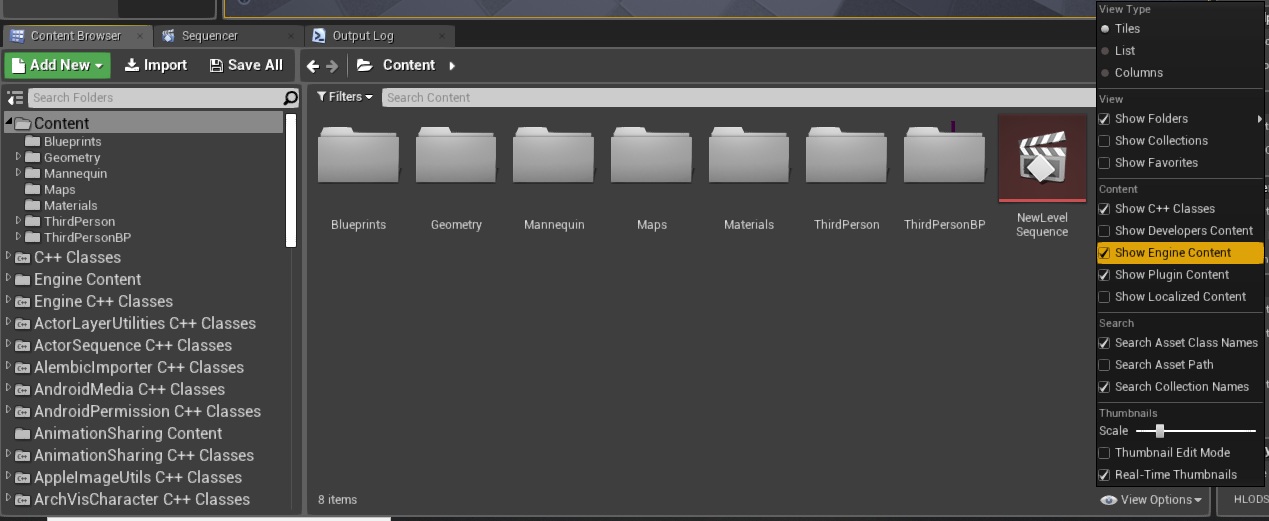 Content Browser
Sequencer
Output Log
Add New
Import
Save All
Content
Search Folders
Filters
Search Content
Content
Blueprints
Geometry
Mannequin
Maps
Materials
ThirdPerson
ThirdPersonBP
C++ Classes
Engine Content
Engine C++ Classes
ActorLayerUtilities C++ Classes
ActorSequence C++ Classes
AlembicImporter C++ Classes
AndroidMedia C++ Classes
AndroidPermission C++ Classes
AnimationSharing Content
AnimationSharing C++ Classes
AppleImageUtils C++ Classes
ArchVisCharacter C++ Classes
Blueprints
Geometry
Mannequin
Maps
Materials
ThirdPerson
ThirdPersonBP
NewLevel
Sequence
8 items
View Type
Tiles
List
Columns
View
Show Folders
Show Collections
Show Favorites
Content
Show C++ Classes
Show Developers Content
Show Engine Content
Show Plugin Content
Show Localized Content
Search
Search Asset Class Names
Search Asset Path
Search Collection Names
Thumbnails
Scale
Thumbnail Edit Mode
Real-Time Thumbnails
View Options
HLODS